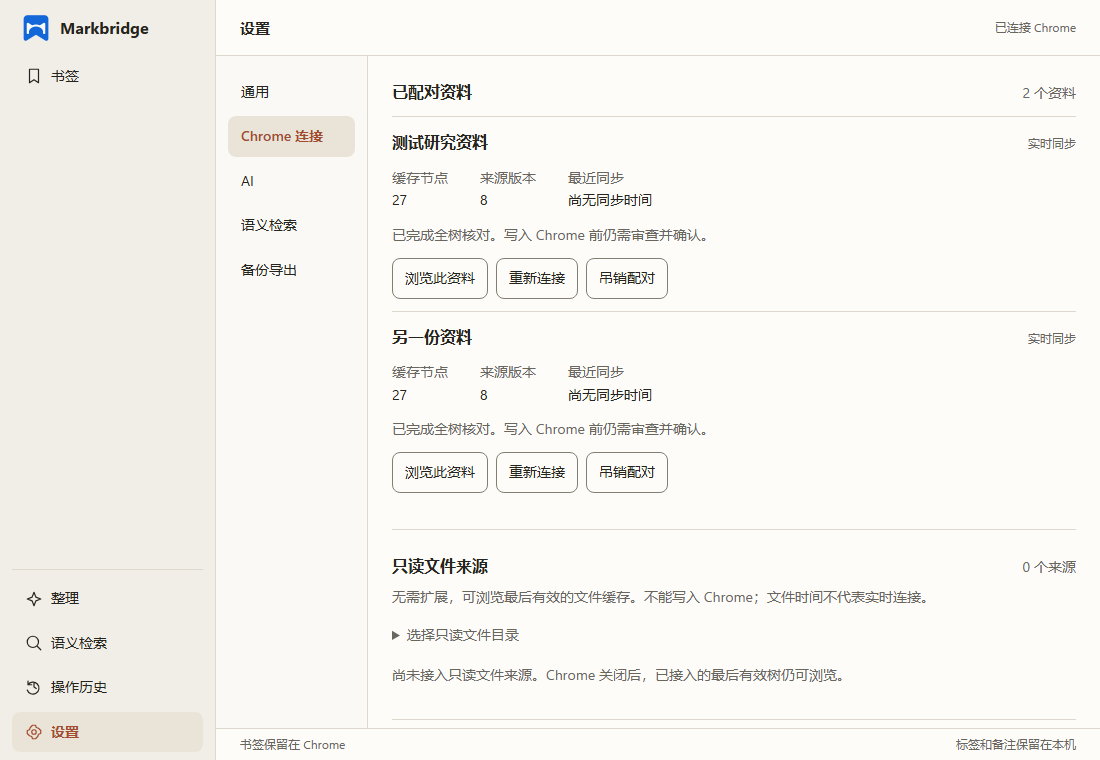 Markbridge
书签
整理
语义检索
操作历史
设置
设置
已连接 Chrome
通用
Chrome 连接
AI
语义检索
备份导出
已配对资料
2 个资料
测试研究资料
实时同步
缓存节点 来源版本 最近同步
27 8 尚无同步时间
已完成全树核对。写入 Chrome 前仍需审查并确认。
浏览此资料 重新连接 吊销配对
另一份资料
实时同步
缓存节点 来源版本 最近同步
27 8 尚无同步时间
已完成全树核对。写入 Chrome 前仍需审查并确认。
浏览此资料 重新连接 吊销配对
只读文件来源
0 个来源
无需扩展，可浏览最后有效的文件缓存。不能写入 Chrome；文件时间不代表实时连接。
选择只读文件目录
尚未接入只读文件来源。Chrome 关闭后，已接入的最后有效树仍可浏览。
书签保留在 Chrome
标签和备注保留在本机